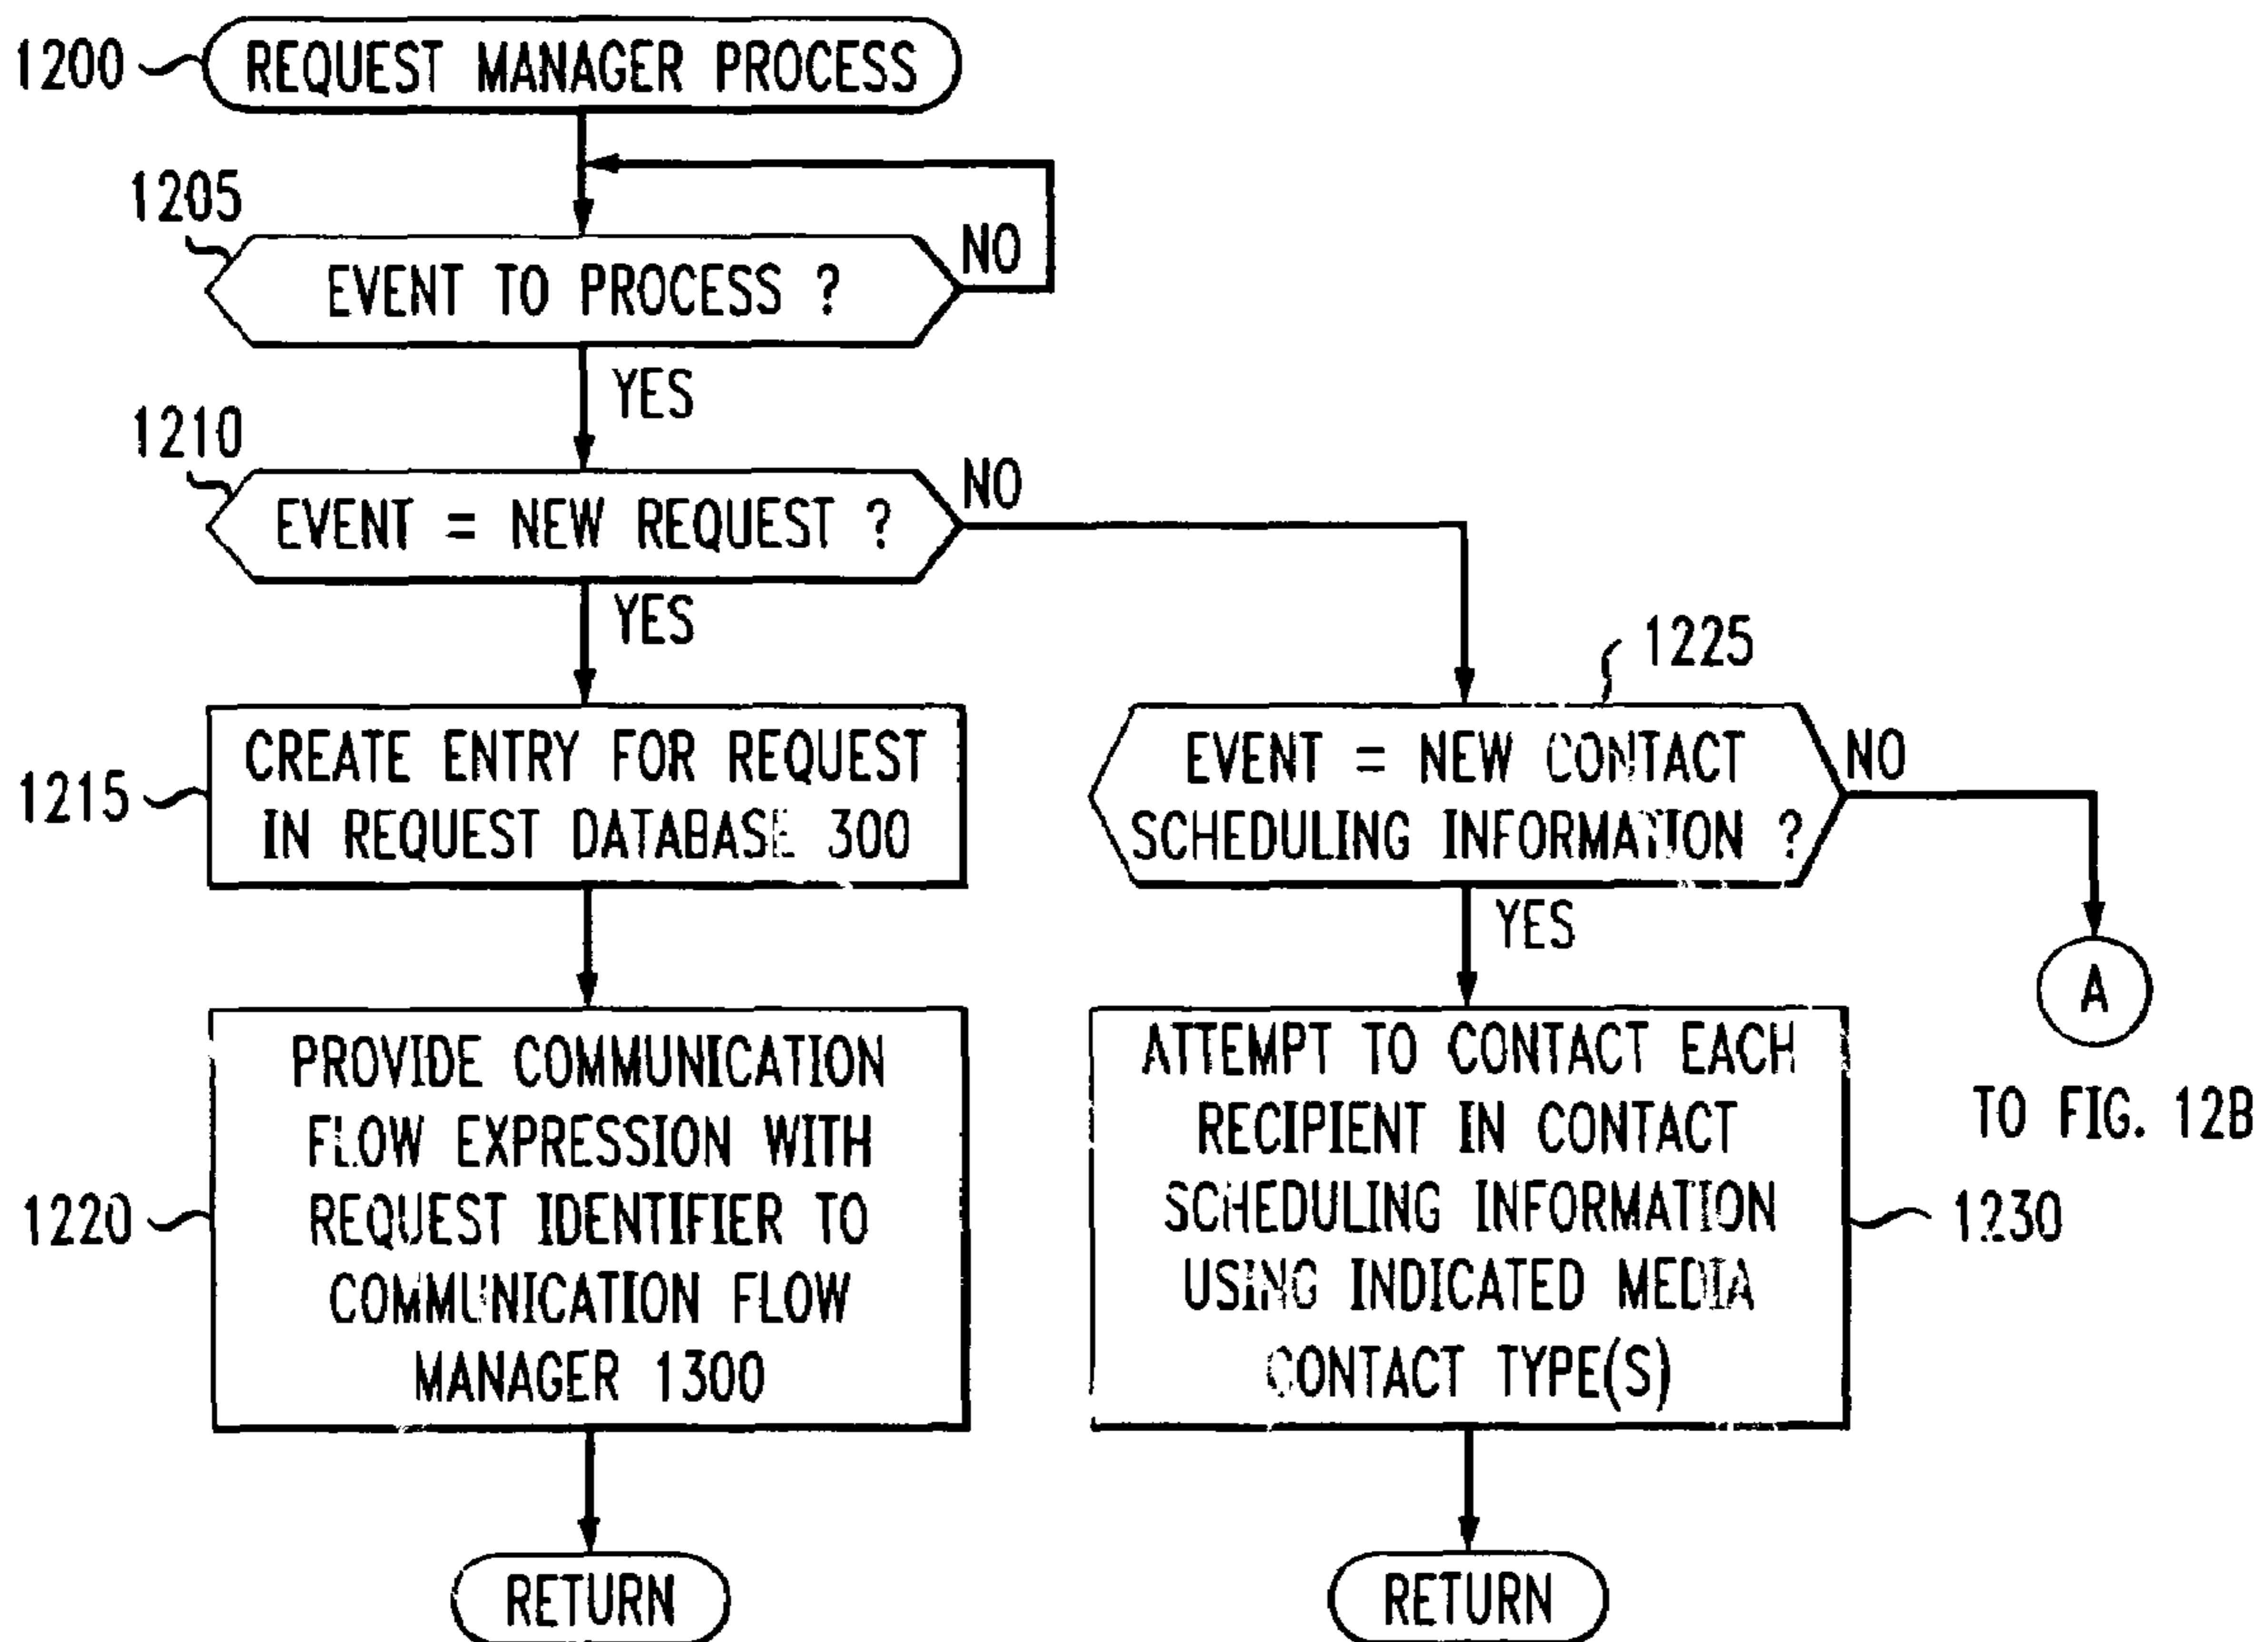 1200
REQUEST MANAGER PROCESS
1205
EVENT TO PROCESS ?
NO
YES
1210
EVENT = NEW REQUEST ?
NO
YES
1215
CREATE ENTRY FOR REQUEST
IN REQUEST DATABASE 300
1225
EVENT = NEW CONTACT
SCHEDULING INFORMATION ?
NO
YES
A
TO FIG. 12B
1220
PROVIDE COMMUNICATION
FLOW EXPRESSION WITH
REQUEST IDENTIFIER TO
COMMUNICATION FLOW
MANAGER 1300
ATTEMPT TO CONTACT EACH
RECIPIENT IN CONTACT
SCHEDULING INFORMATION
USING INDICATED MEDIA
CONTACT TYPE(S)
1230
RETURN
RETURN